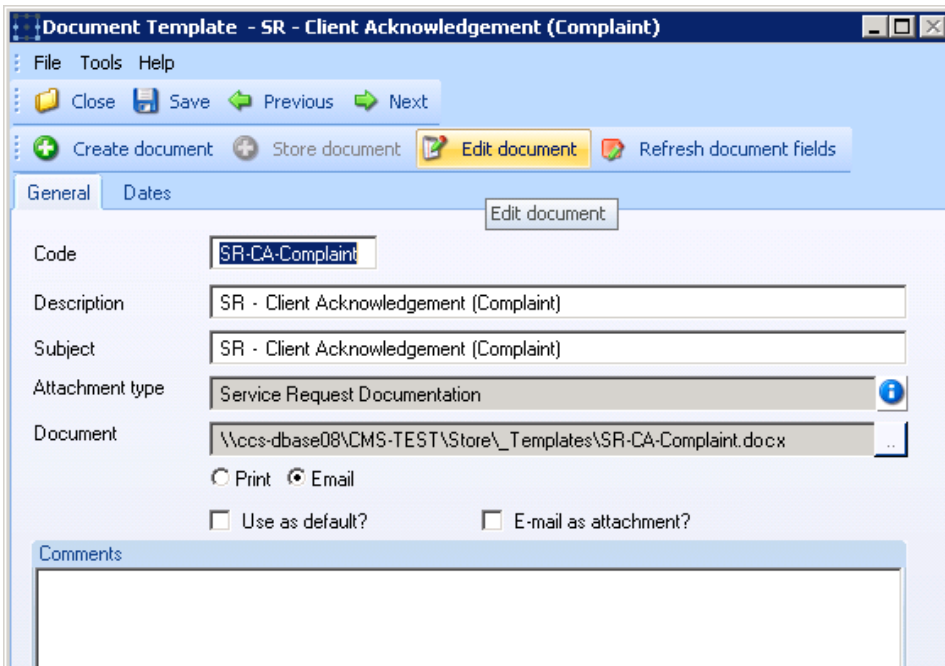 Document Template - SR - Client Acknowledgement (Complaint)
File Tools Help
Close Save Previous Next
Create document Store document Edit document Refresh document fields
General Dates
Edit document
Code SR-CA-Complaint
Description SR - Client Acknowledgement (Complaint)
Subject SR - Client Acknowledgement (Complaint)
Attachment type Service Request Documentation
Document \\ccs-dbase08\CMS-TEST\Store\_Templates\SR-CA-Complaint.docx ..
Print Email
Use as default? E-mail as attachment?
Comments